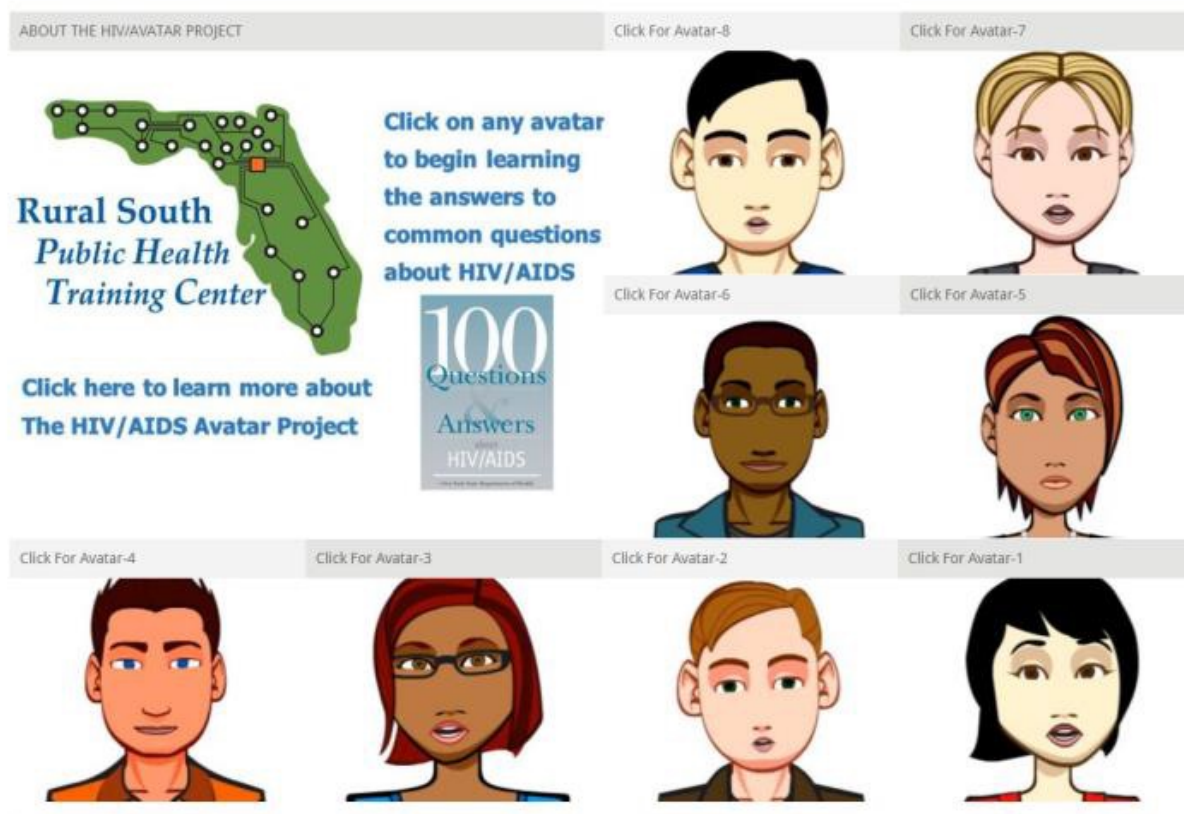 ABOUT THE HIV/AVATAR PROJECT
Click For Avatar-8
Click For Avatar-7
Rural South
Public Health
Training Center
Click on any avatar
to begin learning
the answers to
common questions
about HIV/AIDS
100
Questions
&
Answers
about
HIV/AIDS
Click here to learn more about
The HIV/AIDS Avatar Project
Click For Avatar-6
Click For Avatar-5
Click For Avatar-4
Click For Avatar-3
Click For Avatar-2
Click For Avatar-1